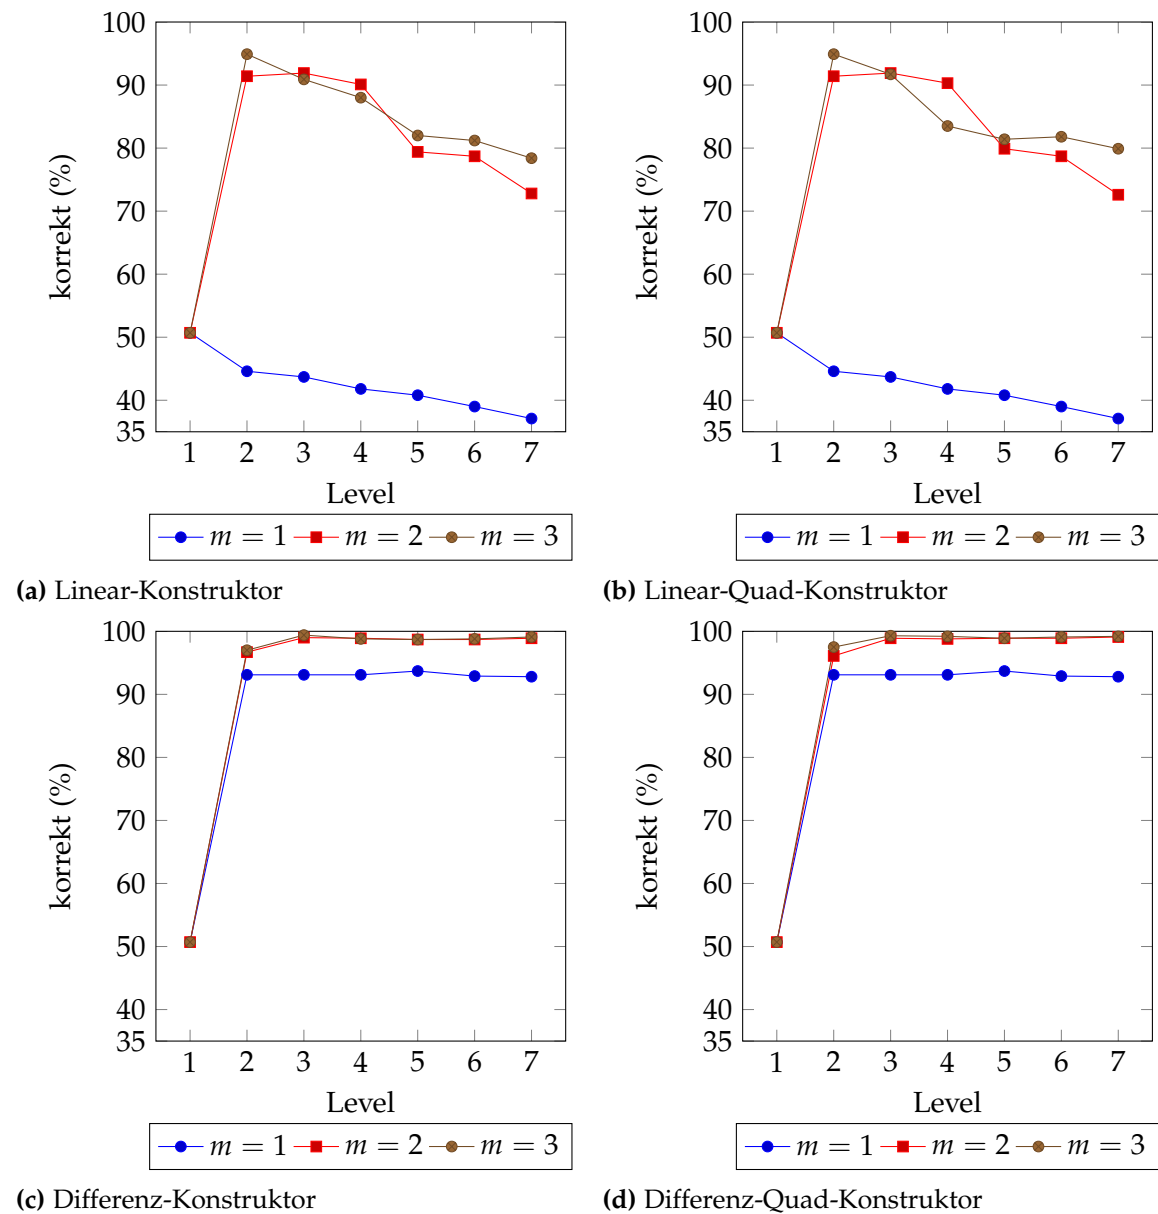 100
90
80
70
60
50
40
35
korrekt (%)
1 2 3 4 5 6 7
Level
m = 1 m = 2 m = 3
(a) Linear-Konstruktor
100
90
80
70
60
50
40
35
korrekt (%)
1 2 3 4 5 6 7
Level
m = 1 m = 2 m = 3
(b) Linear-Quad-Konstruktor
100
90
80
70
60
50
40
35
korrekt (%)
1 2 3 4 5 6 7
Level
m = 1 m = 2 m = 3
(c) Differenz-Konstruktor
100
90
80
70
60
50
40
35
korrekt (%)
1 2 3 4 5 6 7
Level
m = 1 m = 2 m = 3
(d) Differenz-Quad-Konstruktor